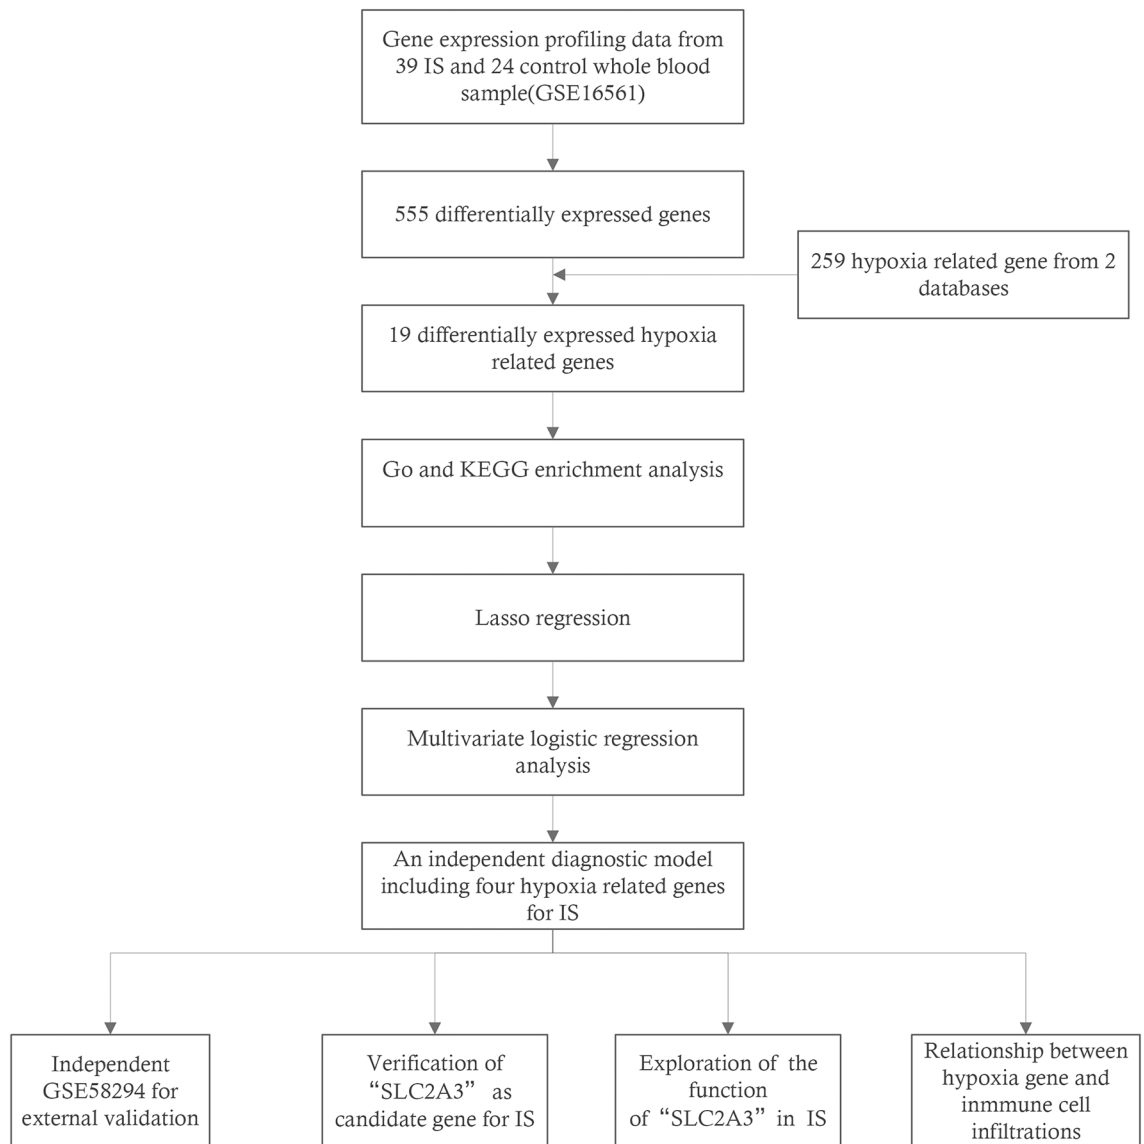 Gene expression profiling data from
39 IS and 24 control whole blood
sample(GSE16561)
555 differentially expressed genes
259 hypoxia related gene from 2
databases
19 differentially expressed hypoxia
related genes
Go and KEGG enrichment analysis
Lasso regression
Multivariate logistic regression
analysis
An independent diagnostic model
including four hypoxia related genes
for IS
Independent
GSE58294 for
external validation
Verification of
“SLC2A3” as
candidate gene for IS
Exploration of the
function
of “SLC2A3” in IS
Relationship between
hypoxia gene and
inmmune cell
infiltrations